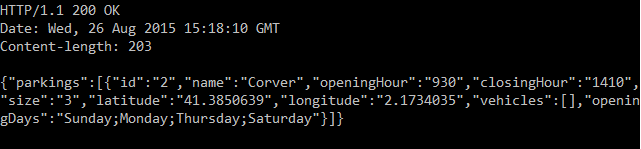 HTTP/1.1 200 OK
Date: Wed, 26 Aug 2015 15:18:10 GMT
Content-length: 203

{"parkings":[{"id":"2","name":"Corver","openingHour":"930","closingHour":"1410",
"size":"3","latitude":"41.3850639","longitude":"2.1734035","vehicles":[],"openin
gDays":"Sunday;Monday;Thursday;Saturday"}]}